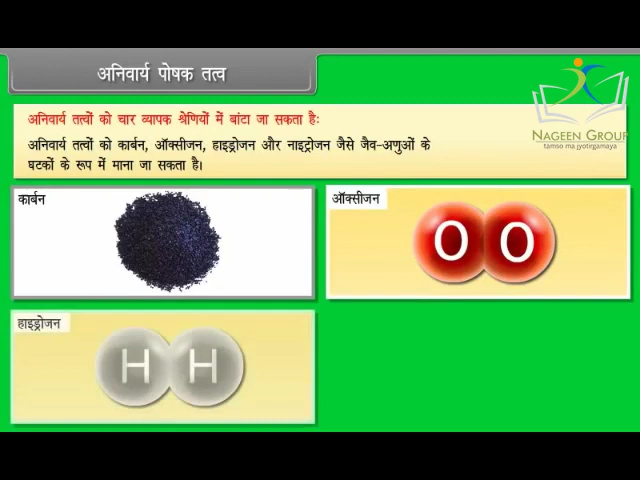 अनिवार्य पोषक तत्व
NAGEEN GROUP
tamso ma jyotirgamaya
अनिवार्य तत्वों को चार व्यापक श्रेणियों में बांटा जा सकता हैः
अनिवार्य तत्वों को कार्बन, ऑक्सीजन, हाइड्रोजन और नाइट्रोजन जैसे जैव-अणुओं के
घटकों के रूप में माना जा सकता है।
कार्बन
ऑक्सीजन
O O
हाइड्रोजन
H H